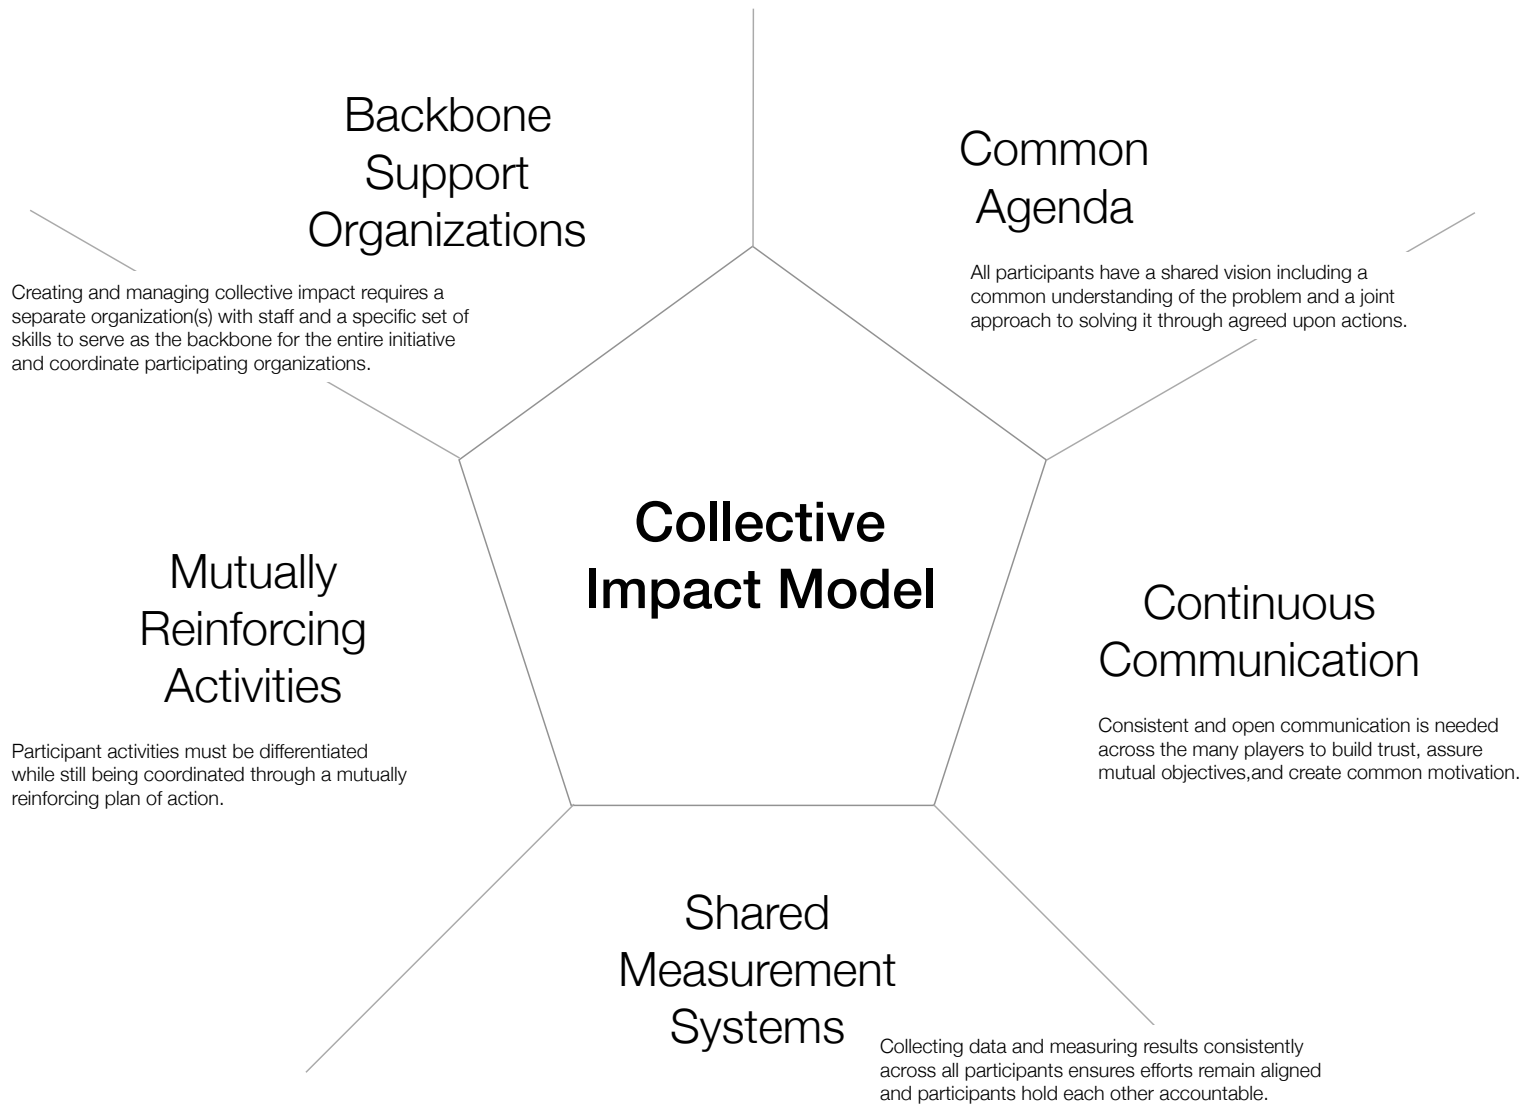 Backbone
Support
Organizations
Creating and managing collective impact requires a
separate organization(s) with staff and a specific set of
skills to serve as the backbone for the entire initiative
and coordinate participating organizations.
Common
Agenda
All participants have a shared vision including a
common understanding of the problem and a joint
approach to solving it through agreed upon actions.
Collective
Impact Model
Mutually
Reinforcing
Activities
Participant activities must be differentiated
while still being coordinated through a mutually
reinforcing plan of action.
Continuous
Communication
Consistent and open communication is needed
across the many players to build trust, assure
mutual objectives,and create common motivation.
Shared
Measurement
Systems
Collecting data and measuring results consistently
across all participants ensures efforts remain aligned
and participants hold each other accountable.